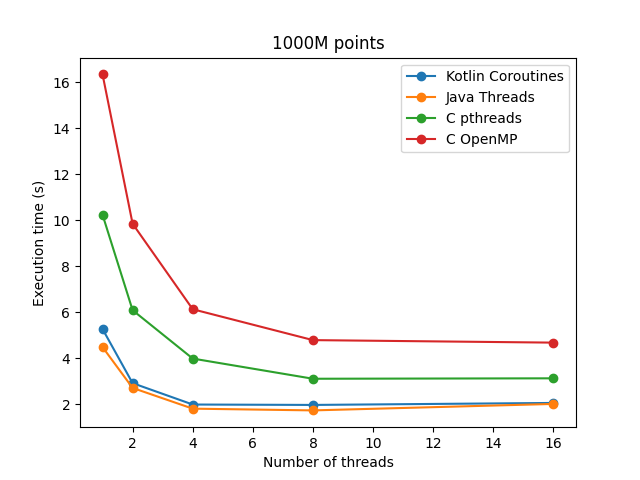 1000M points
Kotlin Coroutines
Java Threads
C pthreads
C OpenMP
Execution time (s)
16
14
12
10
8
6
4
2
2 4 6 8 10 12 14 16
Number of threads